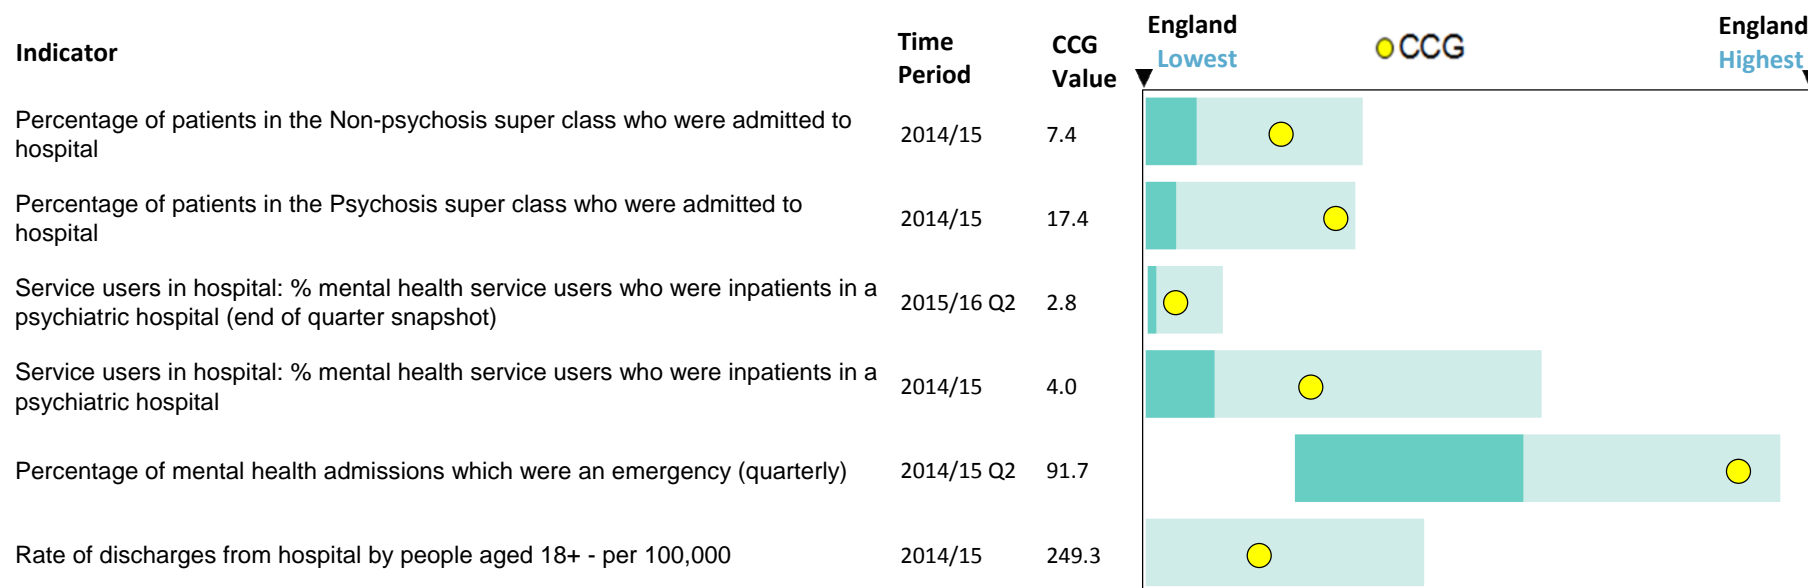 Indicator
Time
Period
CCG
Value
England
Lowest
CCG
England
Highest
Percentage of patients in the Non-psychosis super class who were admitted to
hospital
2014/15
7.4
Percentage of patients in the Psychosis super class who were admitted to
hospital
2014/15
17.4
Service users in hospital: % mental health service users who were inpatients in a
psychiatric hospital (end of quarter snapshot)
2015/16 Q2
2.8
Service users in hospital: % mental health service users who were inpatients in a
psychiatric hospital
2014/15
4.0
Percentage of mental health admissions which were an emergency (quarterly)
2014/15 Q2
91.7
Rate of discharges from hospital by people aged 18+ - per 100,000
2014/15
249.3